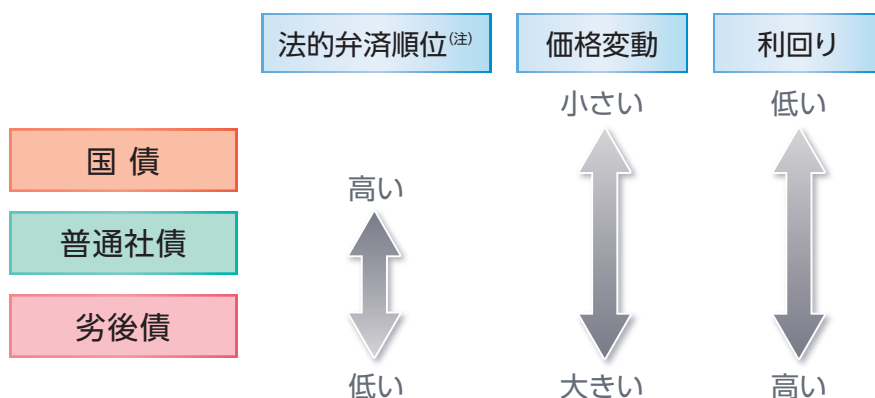 法的弁済順位(注) 価格変動 利回り
小さい 低い
国債
高い
普通社債
劣後債
低い 大きい 高い